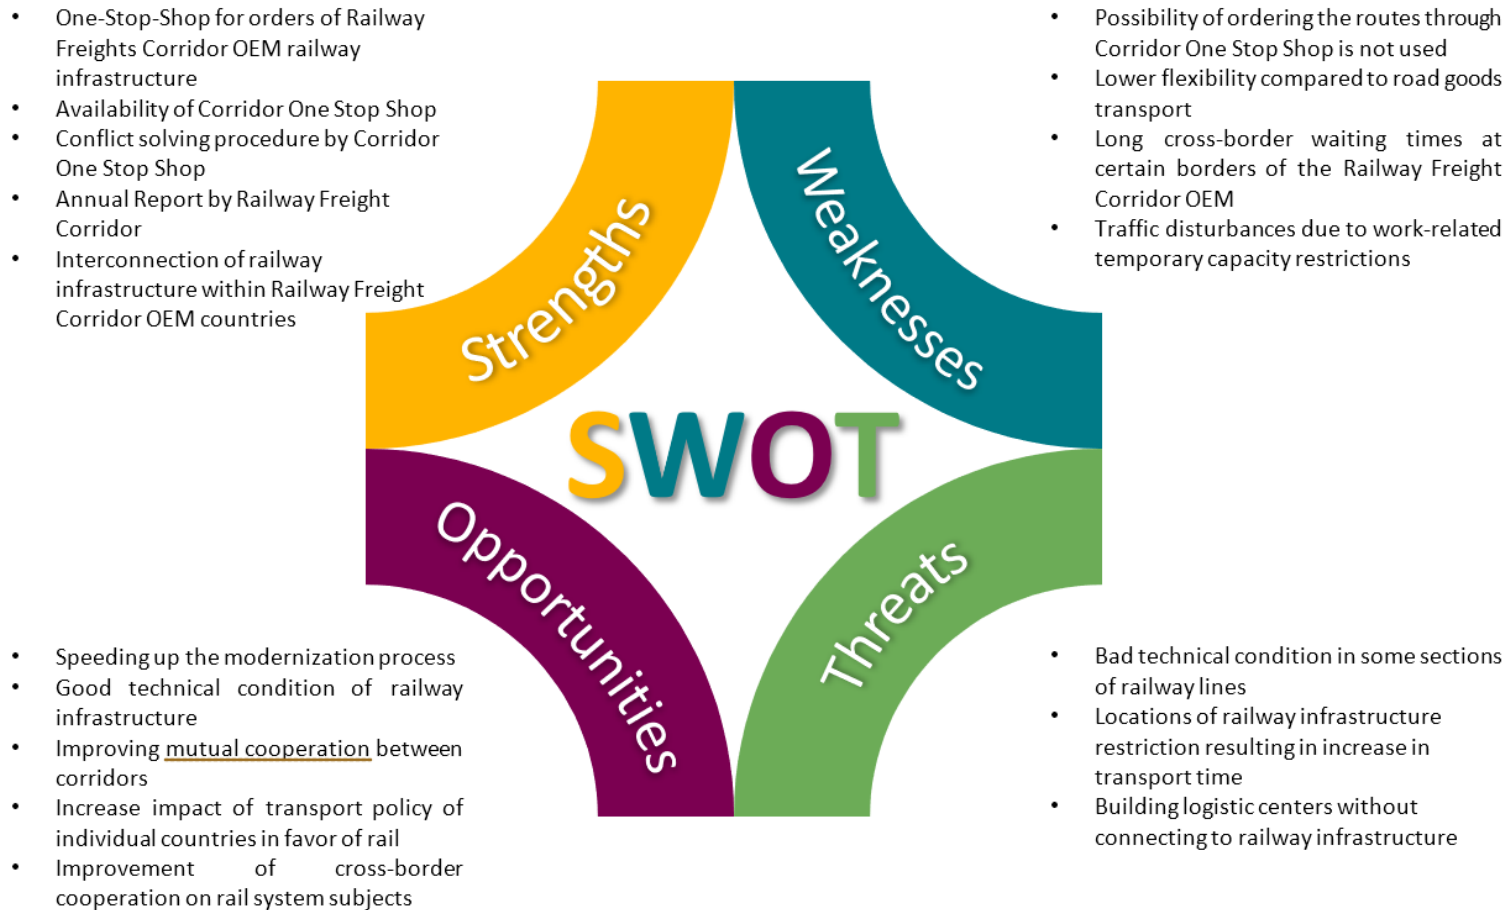 • One-Stop-Shop for orders of Railway
Freights Corridor OEM railway
infrastructure
• Availability of Corridor One Stop Shop
• Conflict solving procedure by Corridor
One Stop Shop
• Annual Report by Railway Freight
Corridor
• Interconnection of railway
infrastructure within Railway Freight
Corridor OEM countries
• Possibility of ordering the routes through
Corridor One Stop Shop is not used
• Lower flexibility compared to road goods
transport
• Long cross-border waiting times at
certain borders of the Railway Freight
Corridor OEM
• Traffic disturbances due to work-related
temporary capacity restrictions
Strengths
Weaknesses
SWOT
Opportunities
Threats
• Speeding up the modernization process
• Good technical condition of railway
infrastructure
• Improving mutual cooperation between
corridors
• Increase impact of transport policy of
individual countries in favor of rail
• Improvement of cross-border
cooperation on rail system subjects
• Bad technical condition in some sections
of railway lines
• Locations of railway infrastructure
restriction resulting in increase in
transport time
• Building logistic centers without
connecting to railway infrastructure